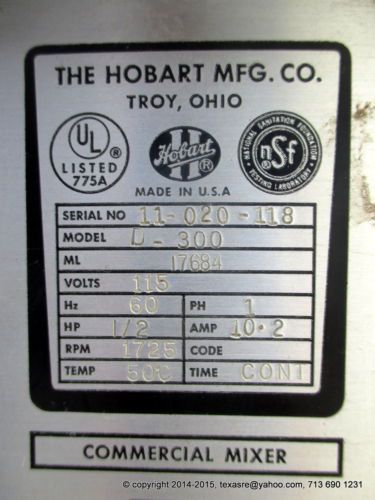 THE HOBART MFG. CO.
TROY, OHIO
UL ®
LISTED
775A
Hobart ®
NATIONAL SANITATION FOUNDATION
nsf
TESTING LABORATORY
MADE IN U.S.A
SERIAL NO 11-020-118
MODEL D-300
ML 17684
VOLTS 115
Hz 60 PH 1
HP 1/2 AMP 10.2
RPM 1725 CODE
TEMP 50C TIME CONT
COMMERCIAL MIXER
© copyright 2014-2015, texasre@yahoo.com, 713 690 1231